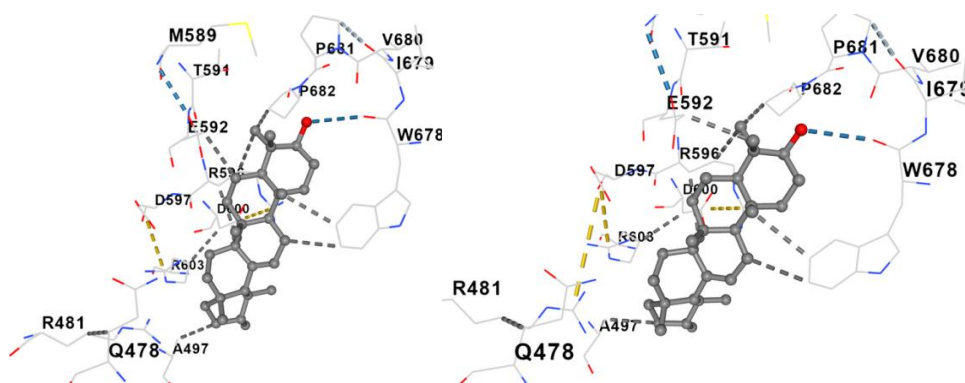 M589
V680
P681
T591
I679
P682
E592
W678
R596
D597
D600
R603
R481
Q478
A497
V680
T591
P681
I679
P682
E592
R596
W678
D597
D600
R603
R481
A497
Q478